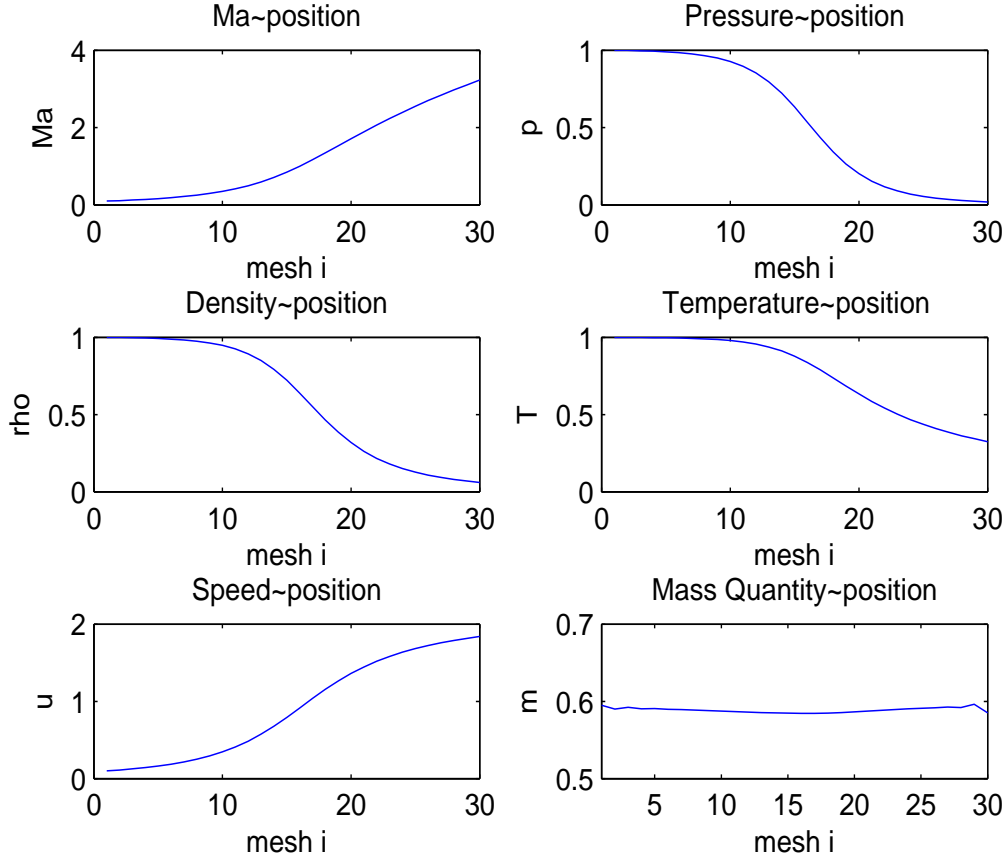 Ma~position
4
2
0
Ma
0
10
20
30
mesh i
Pressure~position
1
0.5
0
p
0
10
20
30
mesh i
Density~position
1
0.5
0
rho
0
10
20
30
mesh i
Temperature~position
1
0.5
0
T
0
10
20
30
mesh i
Speed~position
2
1
0
u
0
10
20
30
mesh i
Mass Quantity~position
0.7
0.6
0.5
m
5
10
15
20
25
30
mesh i